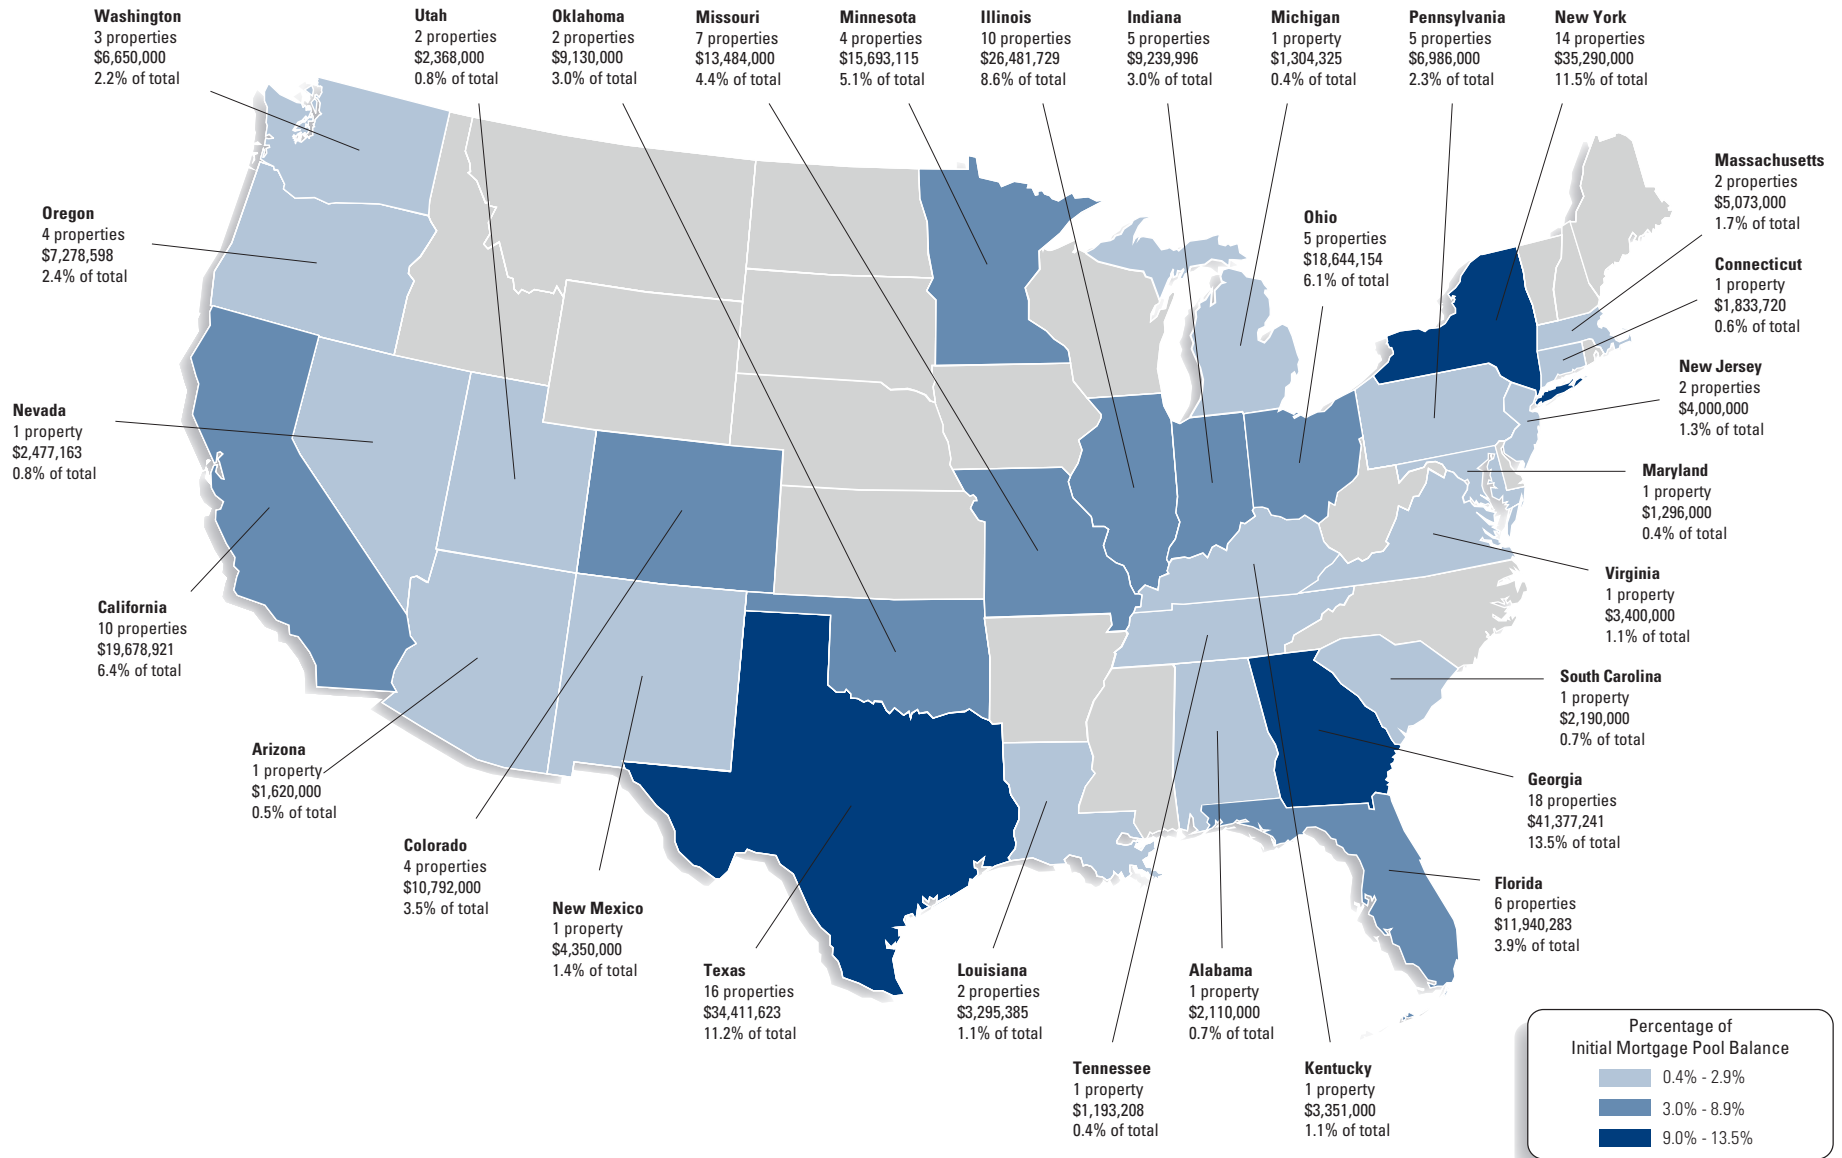 Washington
3 properties
$6,650,000
2.2% of total
Utah
2 properties
$2,368,000
0.8% of total
Oklahoma
2 properties
$9,130,000
3.0% of total
Missouri
7 properties
$13,484,000
4.4% of total
Minnesota
4 properties
$15,693,115
5.1% of total
Illinois
10 properties
$26,481,729
8.6% of total
Indiana
5 properties
$9,239,996
3.0% of total
Michigan
1 property
$1,304,325
0.4% of total
Pennsylvania
5 properties
$6,986,000
2.3% of total
New York
14 properties
$35,290,000
11.5% of total
Massachusetts
2 properties
$5,073,000
1.7% of total
Oregon
4 properties
$7,278,598
2.4% of total
Ohio
5 properties
$18,644,154
6.1% of total
Connecticut
1 property
$1,833,720
0.6% of total
New Jersey
2 properties
$4,000,000
1.3% of total
Nevada
1 property
$2,477,163
0.8% of total
Maryland
1 property
$1,296,000
0.4% of total
Virginia
1 property
$3,400,000
1.1% of total
California
10 properties
$19,678,921
6.4% of total
South Carolina
1 property
$2,190,000
0.7% of total
Arizona
1 property
$1,620,000
0.5% of total
Georgia
18 properties
$41,377,241
13.5% of total
Colorado
4 properties
$10,792,000
3.5% of total
Florida
6 properties
$11,940,283
3.9% of total
New Mexico
1 property
$4,350,000
1.4% of total
Texas
16 properties
$34,411,623
11.2% of total
Louisiana
2 properties
$3,295,385
1.1% of total
Alabama
1 property
$2,110,000
0.7% of total
Tennessee
1 property
$1,193,208
0.4% of total
Kentucky
1 property
$3,351,000
1.1% of total
Percentage of
Initial Mortgage Pool Balance
0.4% - 2.9%
3.0% - 8.9%
9.0% - 13.5%